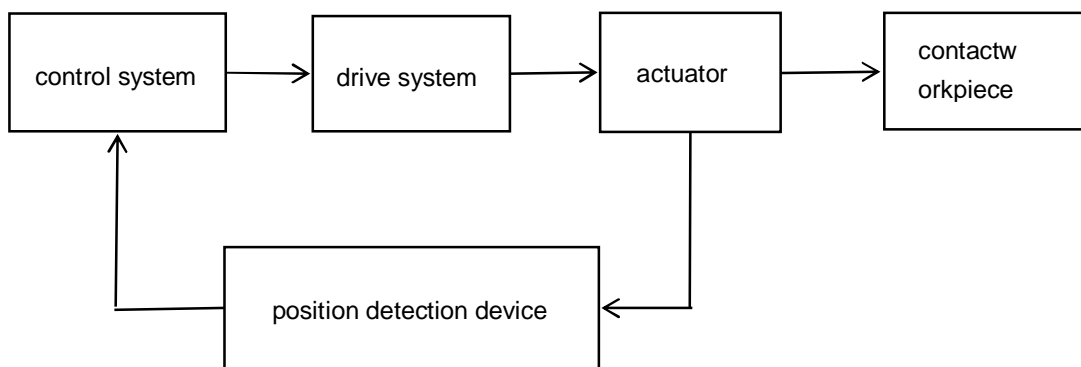 control system
drive system
actuator
contactw
orkpiece
position detection device